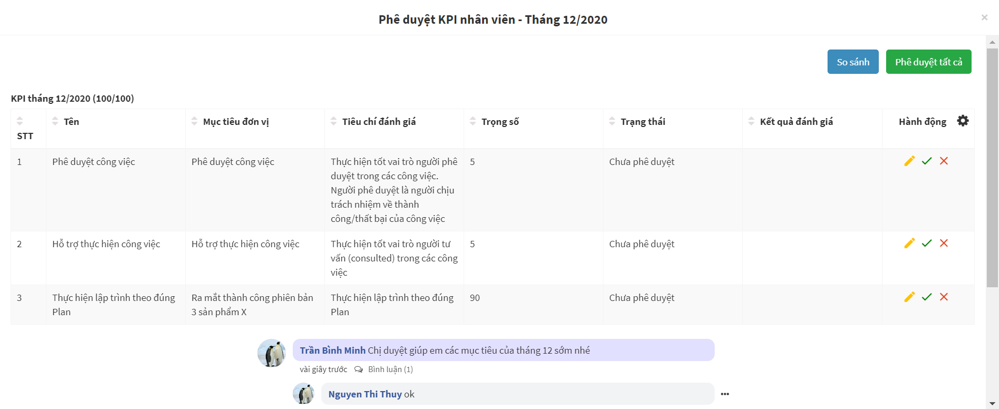 Phê duyệt KPI nhân viên - Tháng 12/2020
×
So sánh
Phê duyệt tất cả
KPI tháng 12/2020 (100/100)
STT
Tên
Mục tiêu đơn vị
Tiêu chí đánh giá
Trọng số
Trạng thái
Kết quả đánh giá
Hành động
1
Phê duyệt công việc
Phê duyệt công việc
Thực hiện tốt vai trò người phê
duyệt trong các công việc.
Người phê duyệt là người chịu
trách nhiệm về thành
công/thất bại của công việc
5
Chưa phê duyệt
2
Hỗ trợ thực hiện công việc
Hỗ trợ thực hiện công việc
Thực hiện tốt vai trò người tư
vấn (consulted) trong các công
việc
5
Chưa phê duyệt
3
Thực hiện lập trình theo đúng
Plan
Ra mắt thành công phiên bản
3 sản phẩm X
Thực hiện lập trình theo đúng
Plan
90
Chưa phê duyệt
Trần Bình Minh Chị duyệt giúp em các mục tiêu của tháng 12 sớm nhé
vài giây trước Bình luận (1)
Nguyen Thi Thuy ok